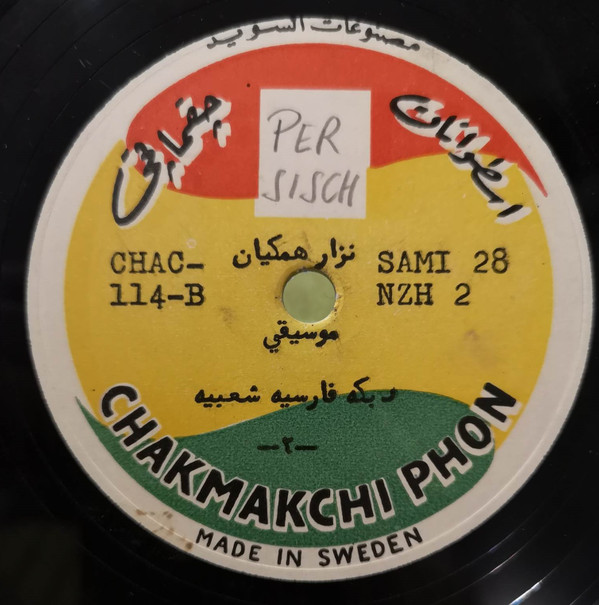 مصنوعات السويد
اسطوانات جقماقجي
PER
SISCH
CHAC-
114-B
نزار همكيان
SAMI 28
NZH 2
موسيقي
دبكه فارسيه شعبيه
-٢-
CHAKMAKCHI PHON
MADE IN SWEDEN